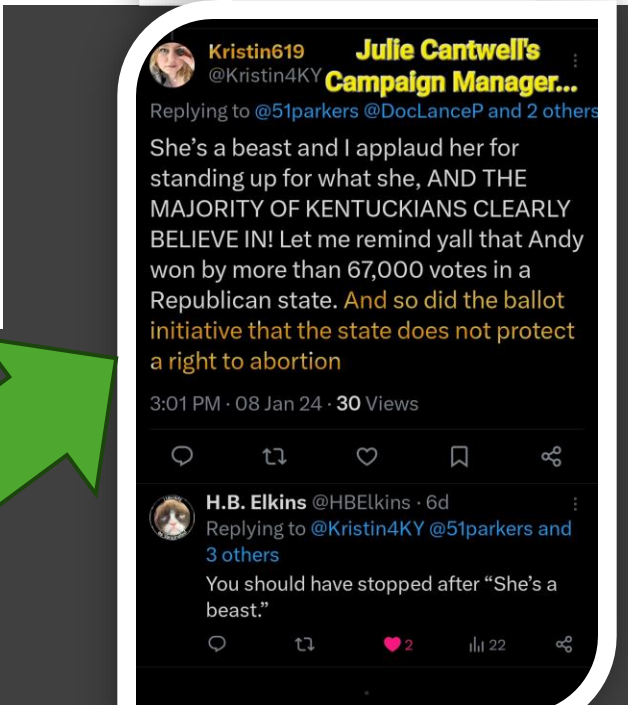 Kristin619
Julie Cantwell's
@Kristin4KY
Campaign Manager...
Replying to @51parkers @DocLanceP and 2 others
She’s a beast and I applaud her for
standing up for what she, AND THE
MAJORITY OF KENTUCKIANS CLEARLY
BELIEVE IN! Let me remind yall that Andy
won by more than 67,000 votes in a
Republican state. And so did the ballot
initiative that the state does not protect
a right to abortion
3:01 PM · 08 Jan 24 · 30 Views
H.B. Elkins @HBElkins · 6d
Replying to @Kristin4KY @51parkers and
3 others
You should have stopped after “She’s a
beast.”
2
22